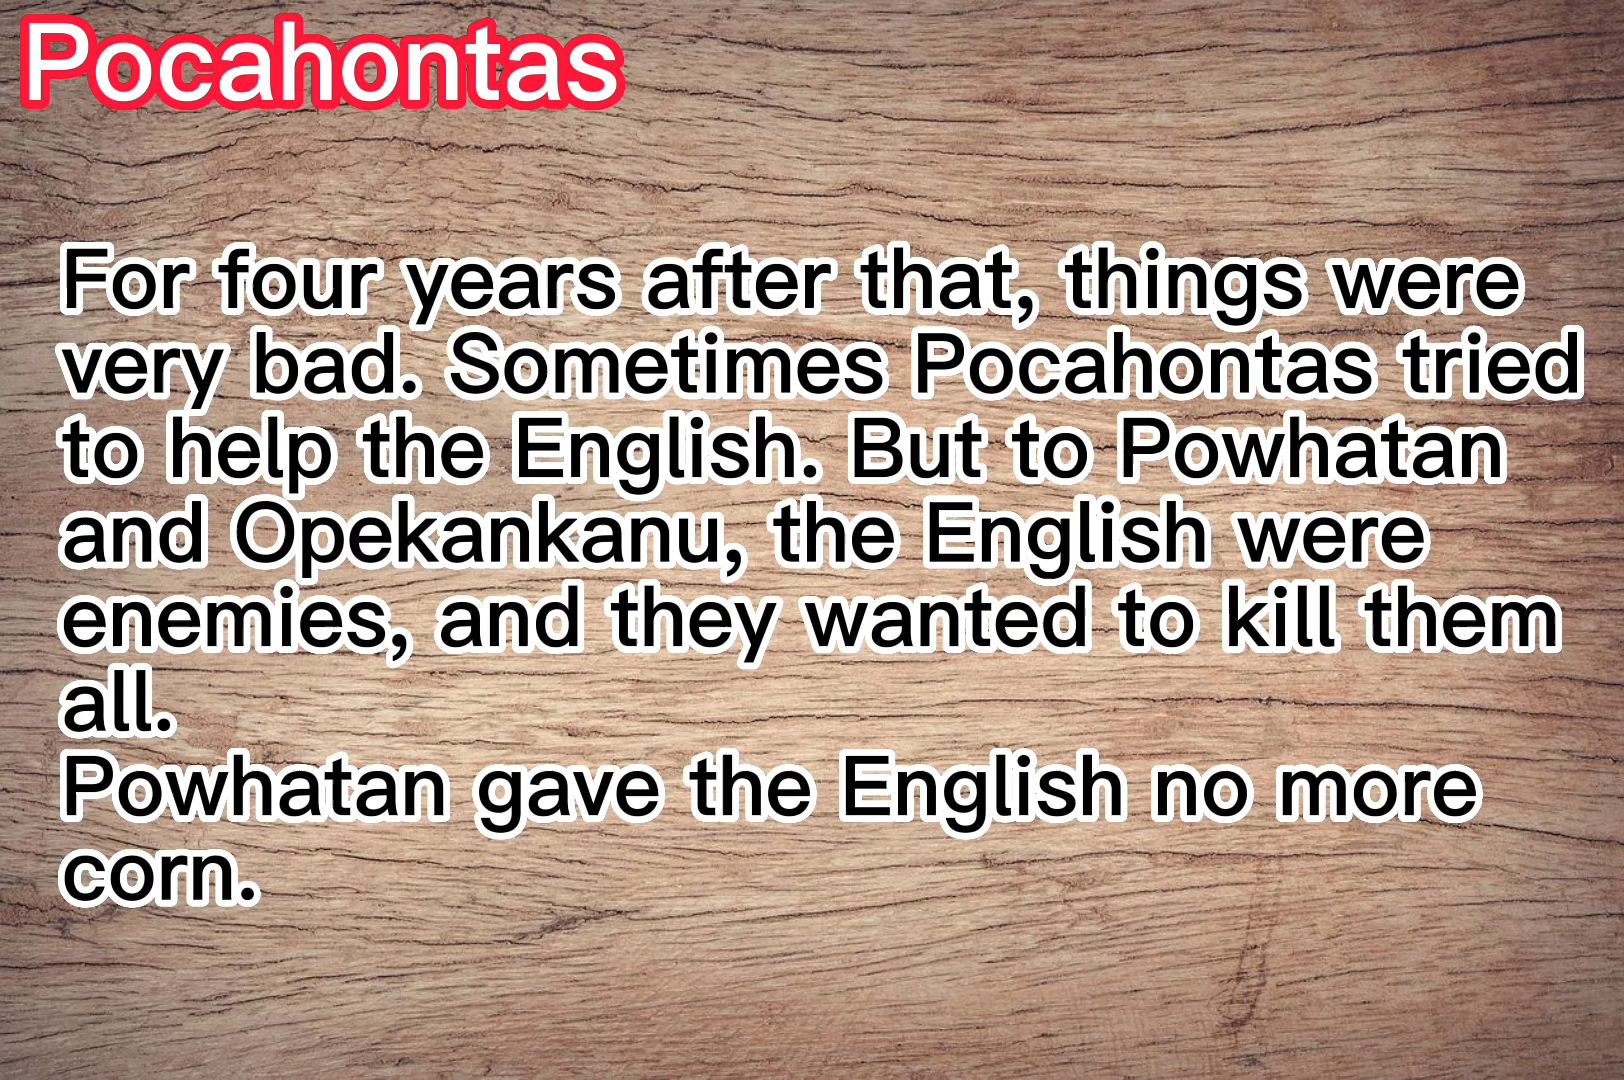 Pocahontas
For four years after that, things were
very bad. Sometimes Pocahontas tried
to help the English. But to Powhatan
and Opekankanu, the English were
enemies, and they wanted to kill them
all.
Powhatan gave the English no more
corn.